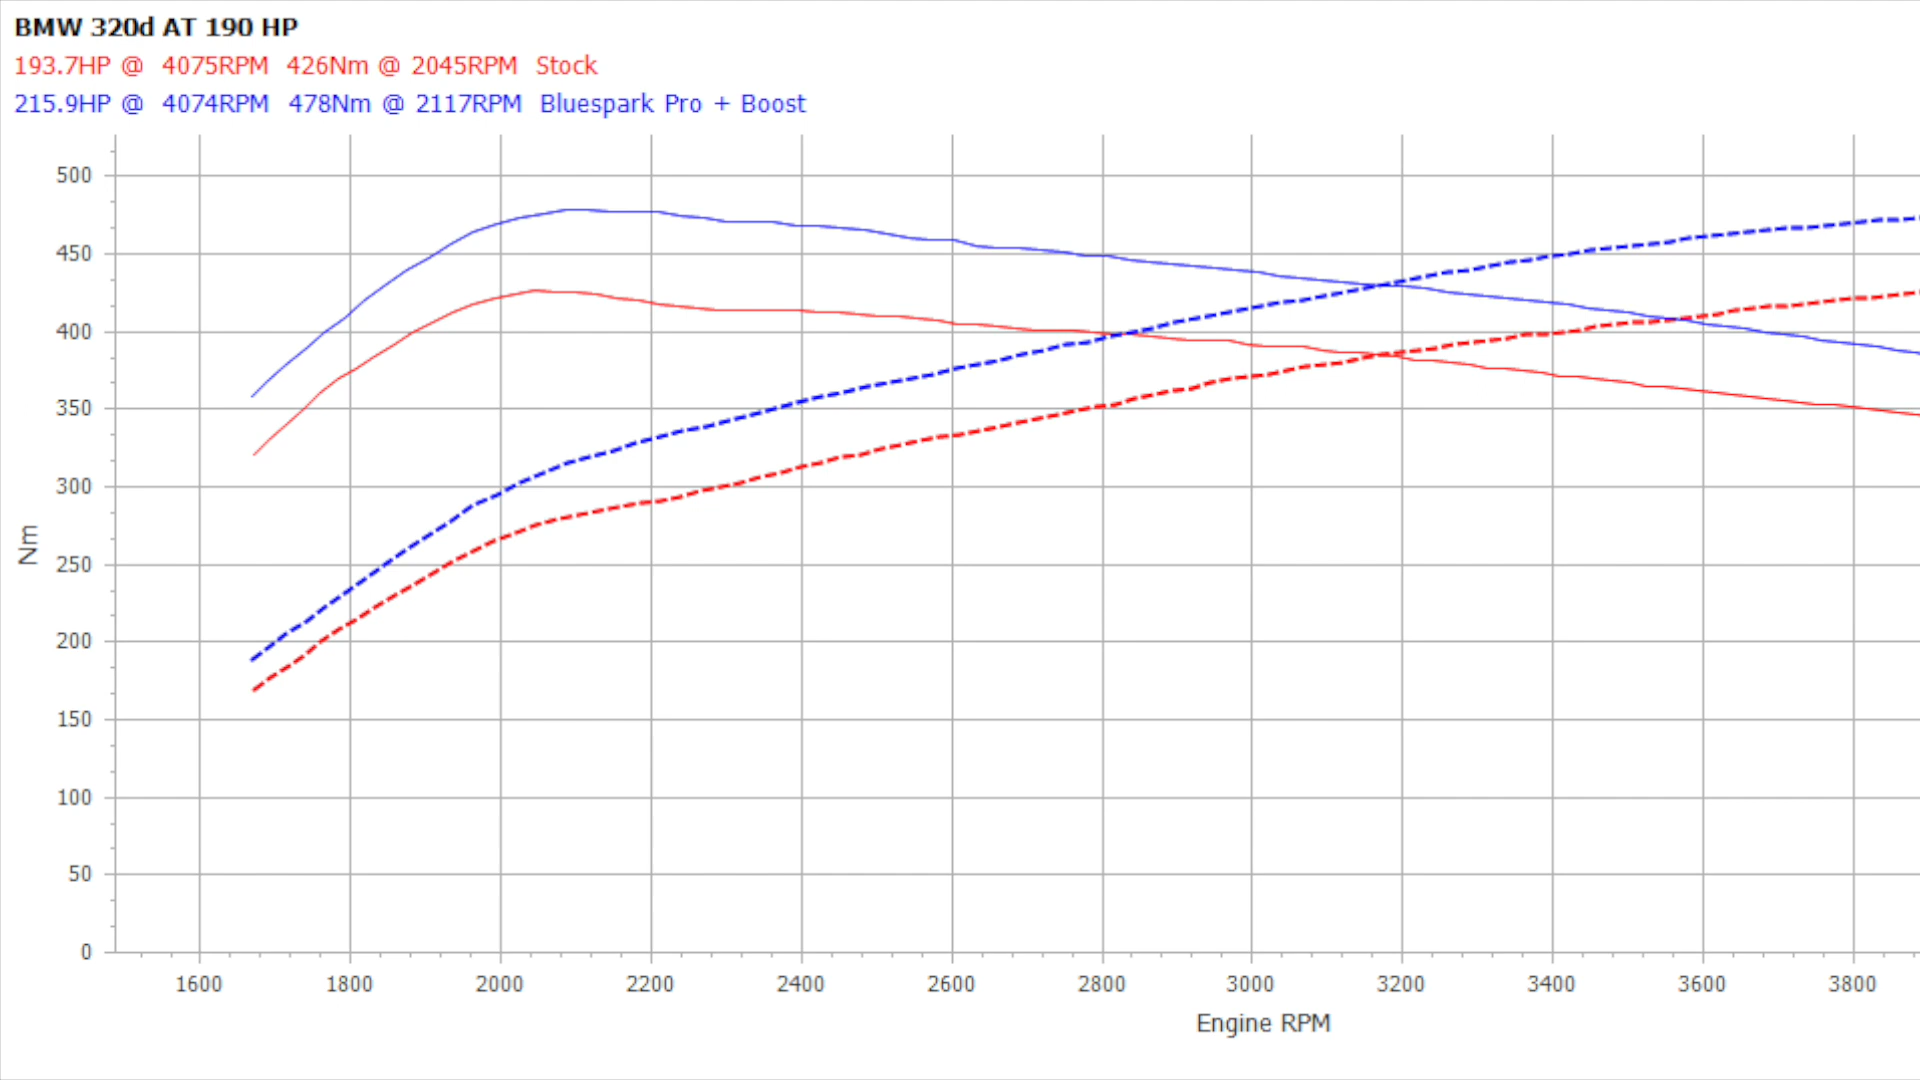 BMW 320d AT 190 HP
193.7HP @ 4075RPM 426Nm @ 2045RPM Stock
215.9HP @ 4074RPM 478Nm @ 2117RPM Bluespark Pro + Boost
500
450
400
350
300
250
200
150
100
50
0
Nm
1600 1800 2000 2200 2400 2600 2800 3000 3200 3400 3600 3800
Engine RPM